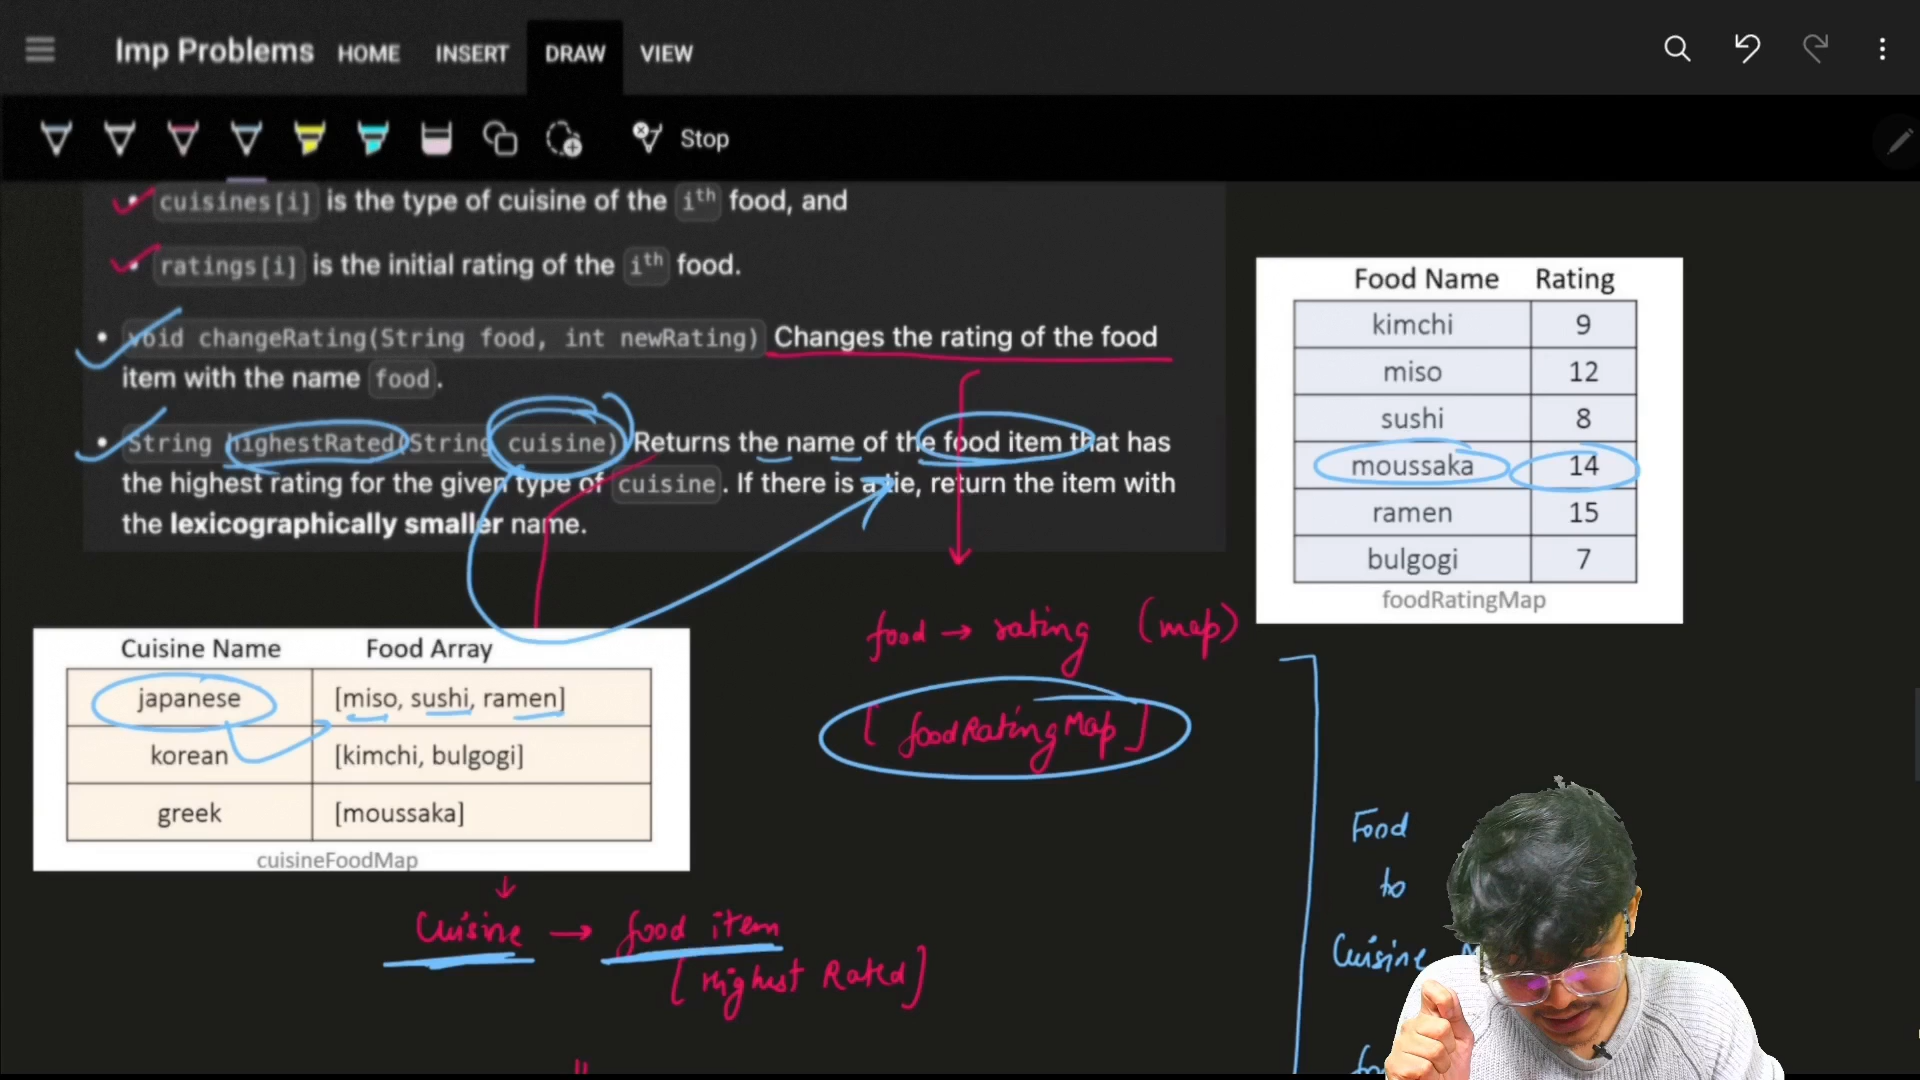 Imp Problems HOME INSERT DRAW VIEW
Stop
cuisines[i] is the type of cuisine of the ith food, and
ratings[i] is the initial rating of the ith food.
void changeRating(String food, int newRating) Changes the rating of the food
item with the name food.
String highestRated(String cuisine) Returns the name of the food item that has
the highest rating for the given type of cuisine. If there is a tie, return the item with
the lexicographically smaller name.
Food Name Rating
kimchi 9
miso 12
sushi 8
moussaka 14
ramen 15
bulgogi 7
foodRatingMap
food → rating (map)
[foodRatingMap]
Cuisine Name Food Array
japanese [miso, sushi, ramen]
korean [kimchi, bulgogi]
greek [moussaka]
cuisineFoodMap
Cuisine → food item
[Highest Rated]
Food
to
Cuisine